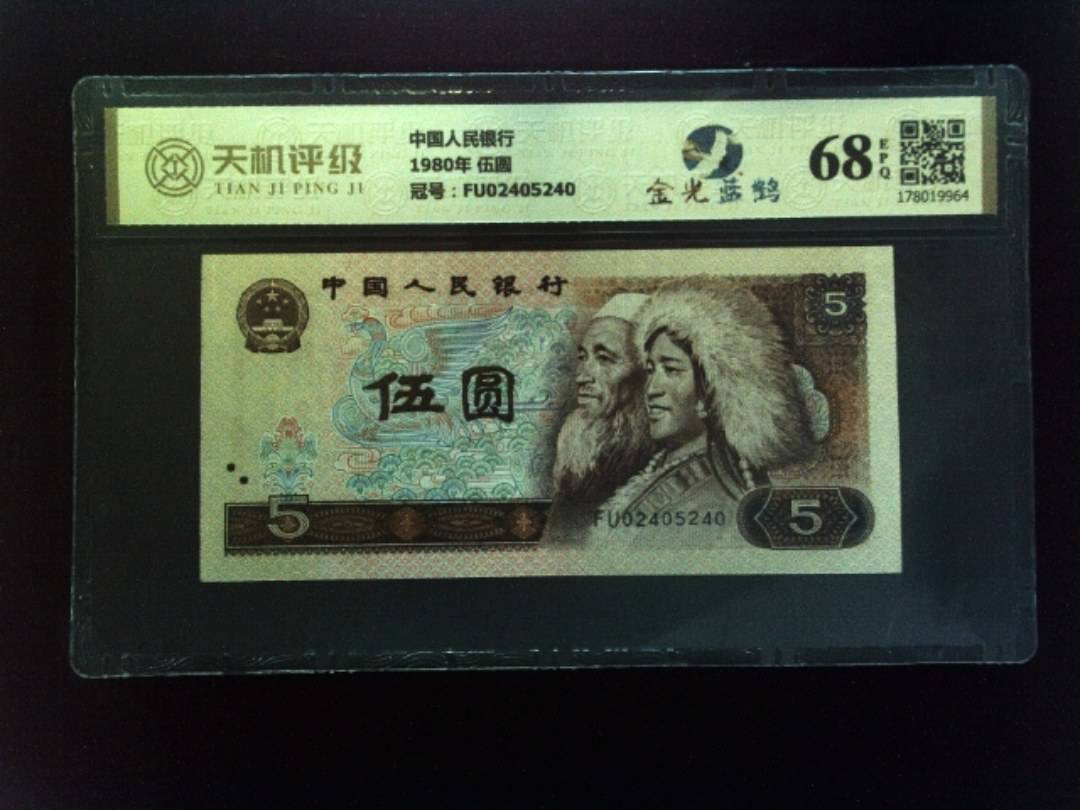 天机评级
TIAN JI PING JI
中国人民银行
1980年 伍圆
冠号：FU02405240
金光蓝鹤
68
EPQ
178019964
中国人民银行
5
伍圆
5
FU02405240
5